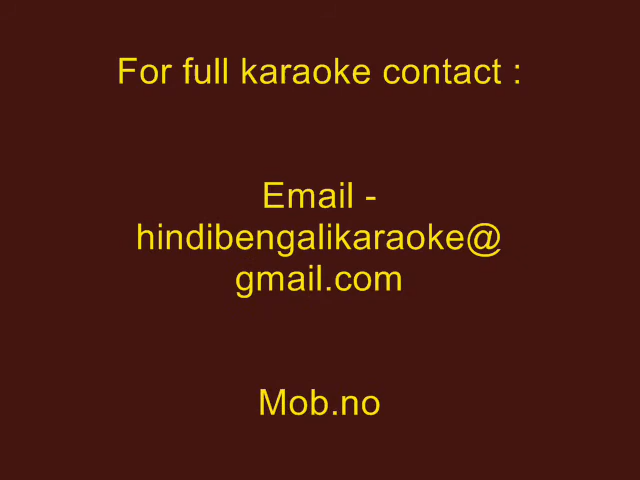 For full karaoke contact :
Email -
hindibengalikaraoke@
gmail.com
Mob.no